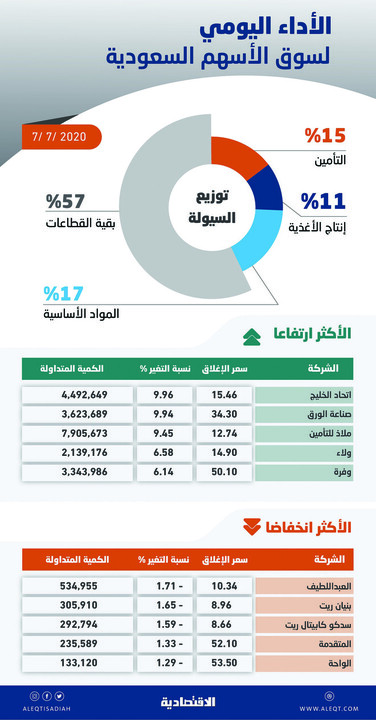 الأداء اليومي
لسوق الأسهم السعودية
7/ 7/ 2020
%15
التأمين
%11
إنتاج الأغذية
%57
بقية القطاعات
%17
المواد الأساسية
توزيع
السيولة
الأكثر ارتفاعا
الشركة سعر الإغلاق نسبة التغير % الكمية المتداولة
اتحاد الخليج 15.46 9.96 4,492,649
صناعة الورق 34.30 9.94 3,623,689
ملاذ للتأمين 12.74 9.45 7,905,673
ولاء 14.90 6.58 2,139,176
وفرة 50.10 6.14 3,343,986
الأكثر انخفاضا
الشركة سعر الإغلاق نسبة التغير % الكمية المتداولة
العبداللطيف 10.34 1.71 - 534,955
بنيان ريت 8.96 1.65 - 305,910
سدكو كابيتال ريت 8.66 1.59 - 292,794
المتقدمة 52.10 1.33 - 235,589
الواحة 53.50 1.29 - 133,120
ALEQTISADIAH
الاقتصادية
WWW.ALEQT.COM